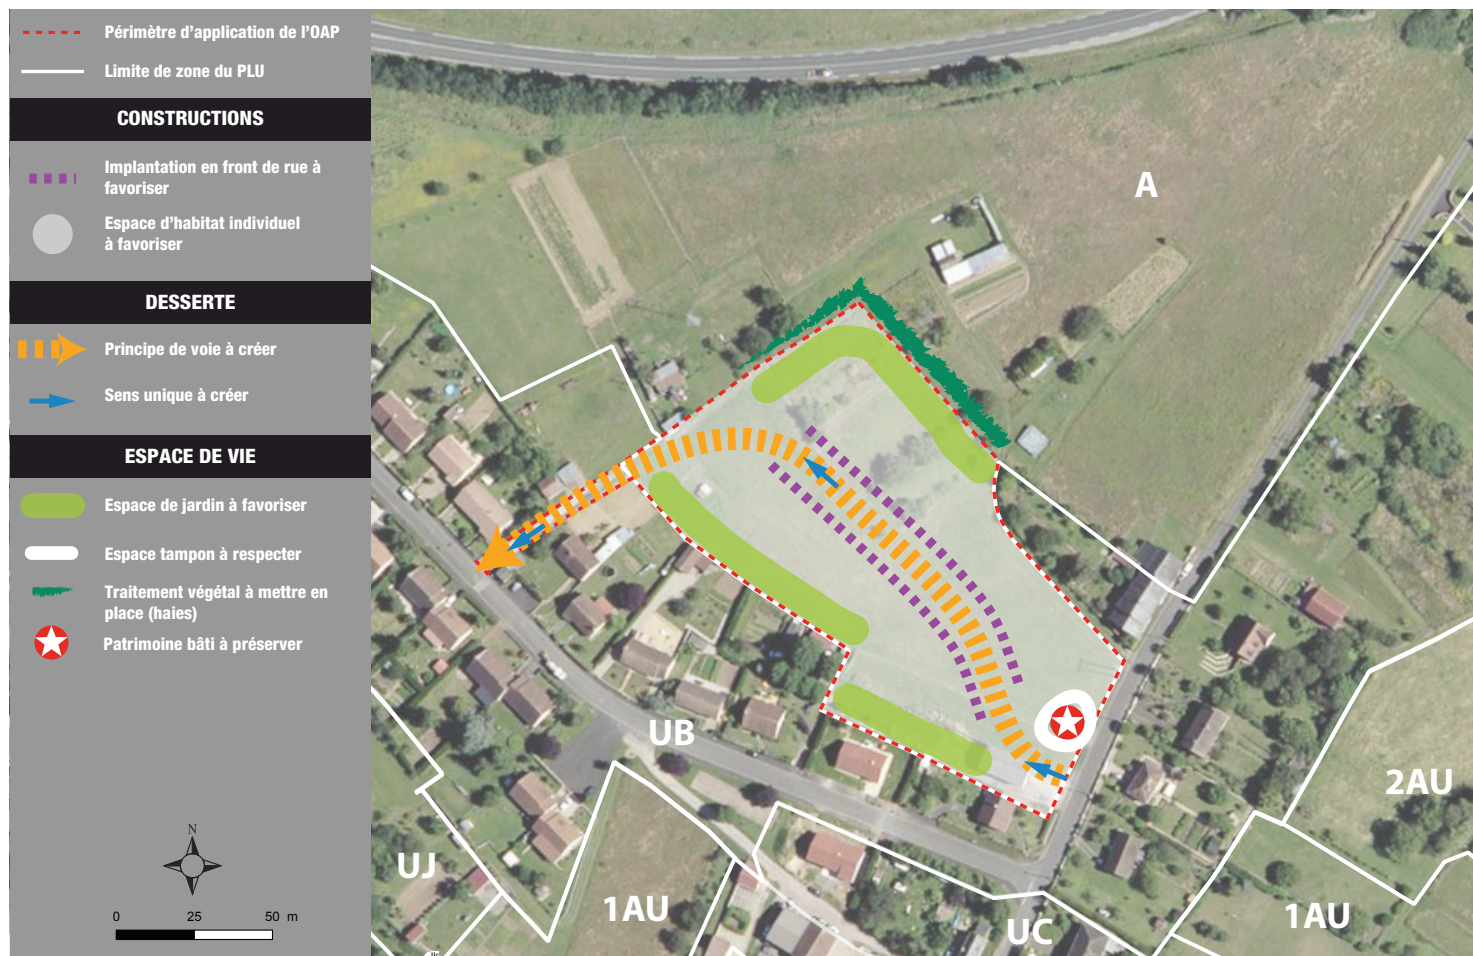 Périmètre d'application de l'OAP
Limite de zone du PLU
CONSTRUCTIONS
Implantation en front de rue à
favoriser
Espace d'habitat individuel
à favoriser
DESSERTE
Principe de voie à créer
Sens unique à créer
ESPACE DE VIE
Espace de jardin à favoriser
Espace tampon à respecter
Traitement végétal à mettre en
place (haies)
Patrimoine bâti à préserver
N
0 25 50 m
A
UB
2AU
UJ
1AU
UC
1AU